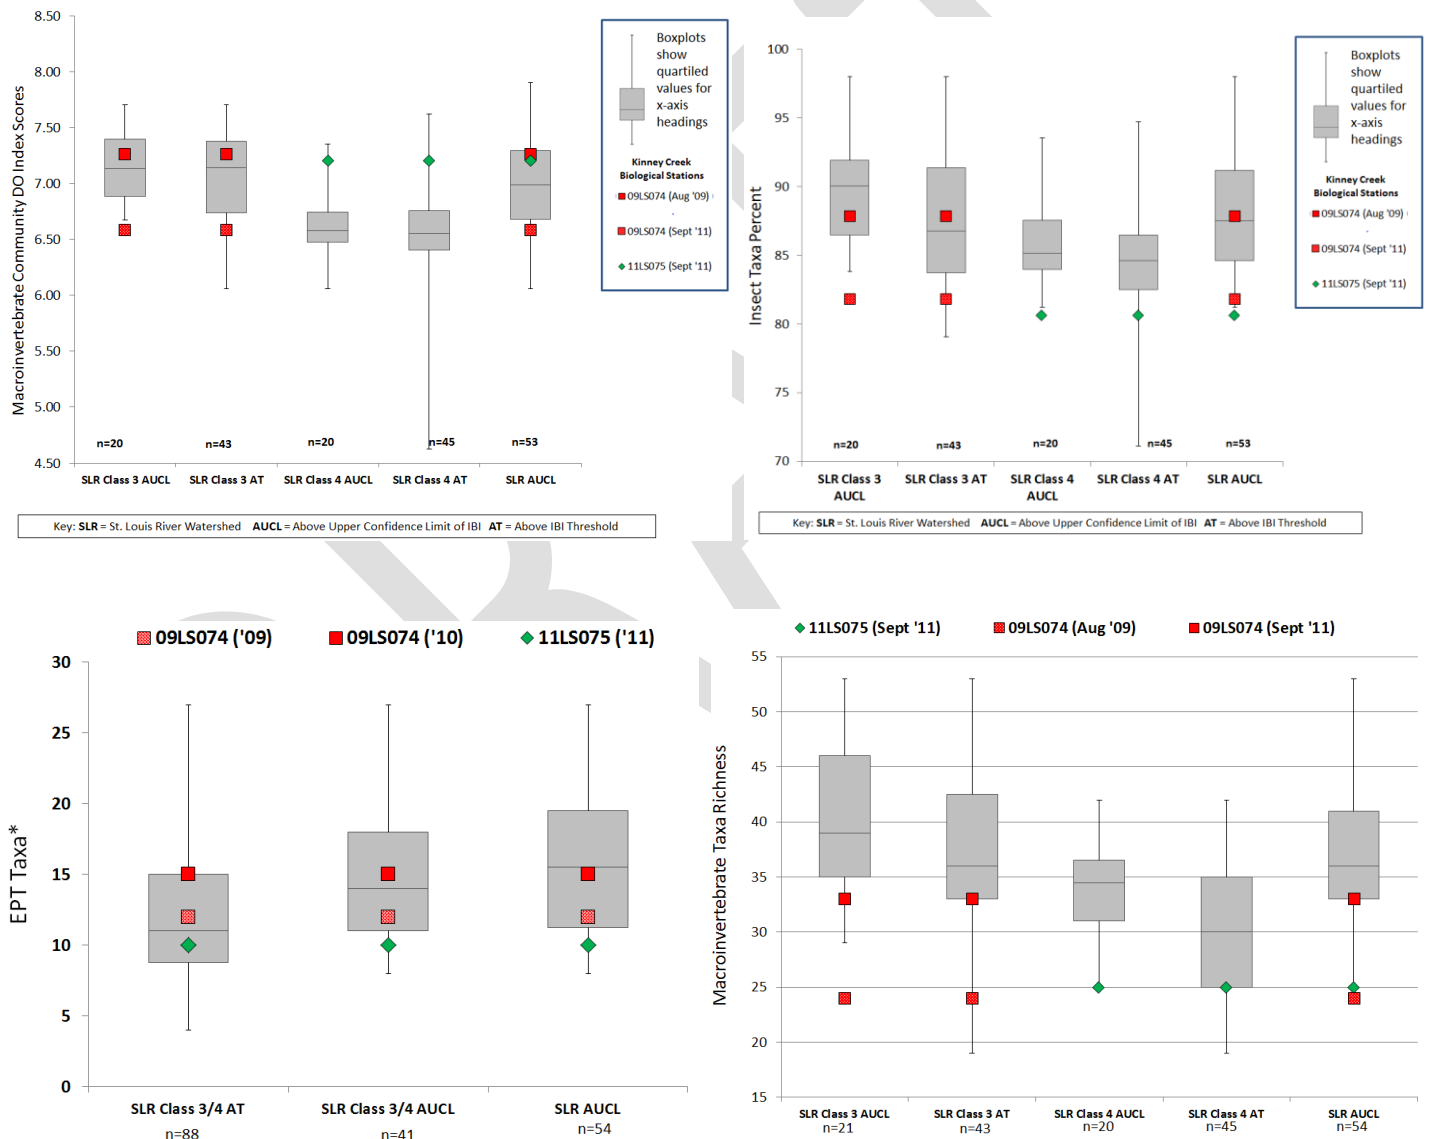 8.50
8.00
7.50
7.00
6.50
6.00
5.50
5.00
4.50
Macroinvertebrate Community DO Index Scores
n=20
n=43
n=20
n=45
n=53
SLR Class 3 AUCL
SLR Class 3 AT
SLR Class 4 AUCL
SLR Class 4 AT
SLR AUCL
Boxplots
show
quartiled
values for
x-axis
headings
Kinney Creek
Biological Stations
09LS074 (Aug '09)
09LS074 (Sept '11)
11LS075 (Sept '11)
Key: SLR = St. Louis River Watershed AUCL = Above Upper Confidence Limit of IBI AT = Above IBI Threshold
100
95
90
85
80
75
70
Insect Taxa Percent
n=20
n=43
n=20
n=45
n=53
SLR Class 3
AUCL
SLR Class 3 AT
SLR Class 4
AUCL
SLR Class 4 AT
SLR AUCL
Boxplots
show
quartiled
values for
x-axis
headings
Kinney Creek
Biological Stations
09LS074 (Aug '09)
09LS074 (Sept '11)
11LS075 (Sept '11)
Key: SLR = St. Louis River Watershed AUCL = Above Upper Confidence Limit of IBI AT = Above IBI Threshold
09LS074 ('09)
09LS074 ('10)
11LS075 ('11)
30
25
20
15
10
5
0
EPT Taxa*
SLR Class 3/4 AT
SLR Class 3/4 AUCL
SLR AUCL
n=88
n=41
n=54
11LS075 (Sept '11)
09LS074 (Aug '09)
09LS074 (Sept '11)
55
50
45
40
35
30
25
20
15
Macroinvertebrate Taxa Richness
SLR Class 3 AUCL
SLR Class 3 AT
SLR Class 4 AUCL
SLR Class 4 AT
SLR AUCL
n=21
n=43
n=20
n=45
n=54